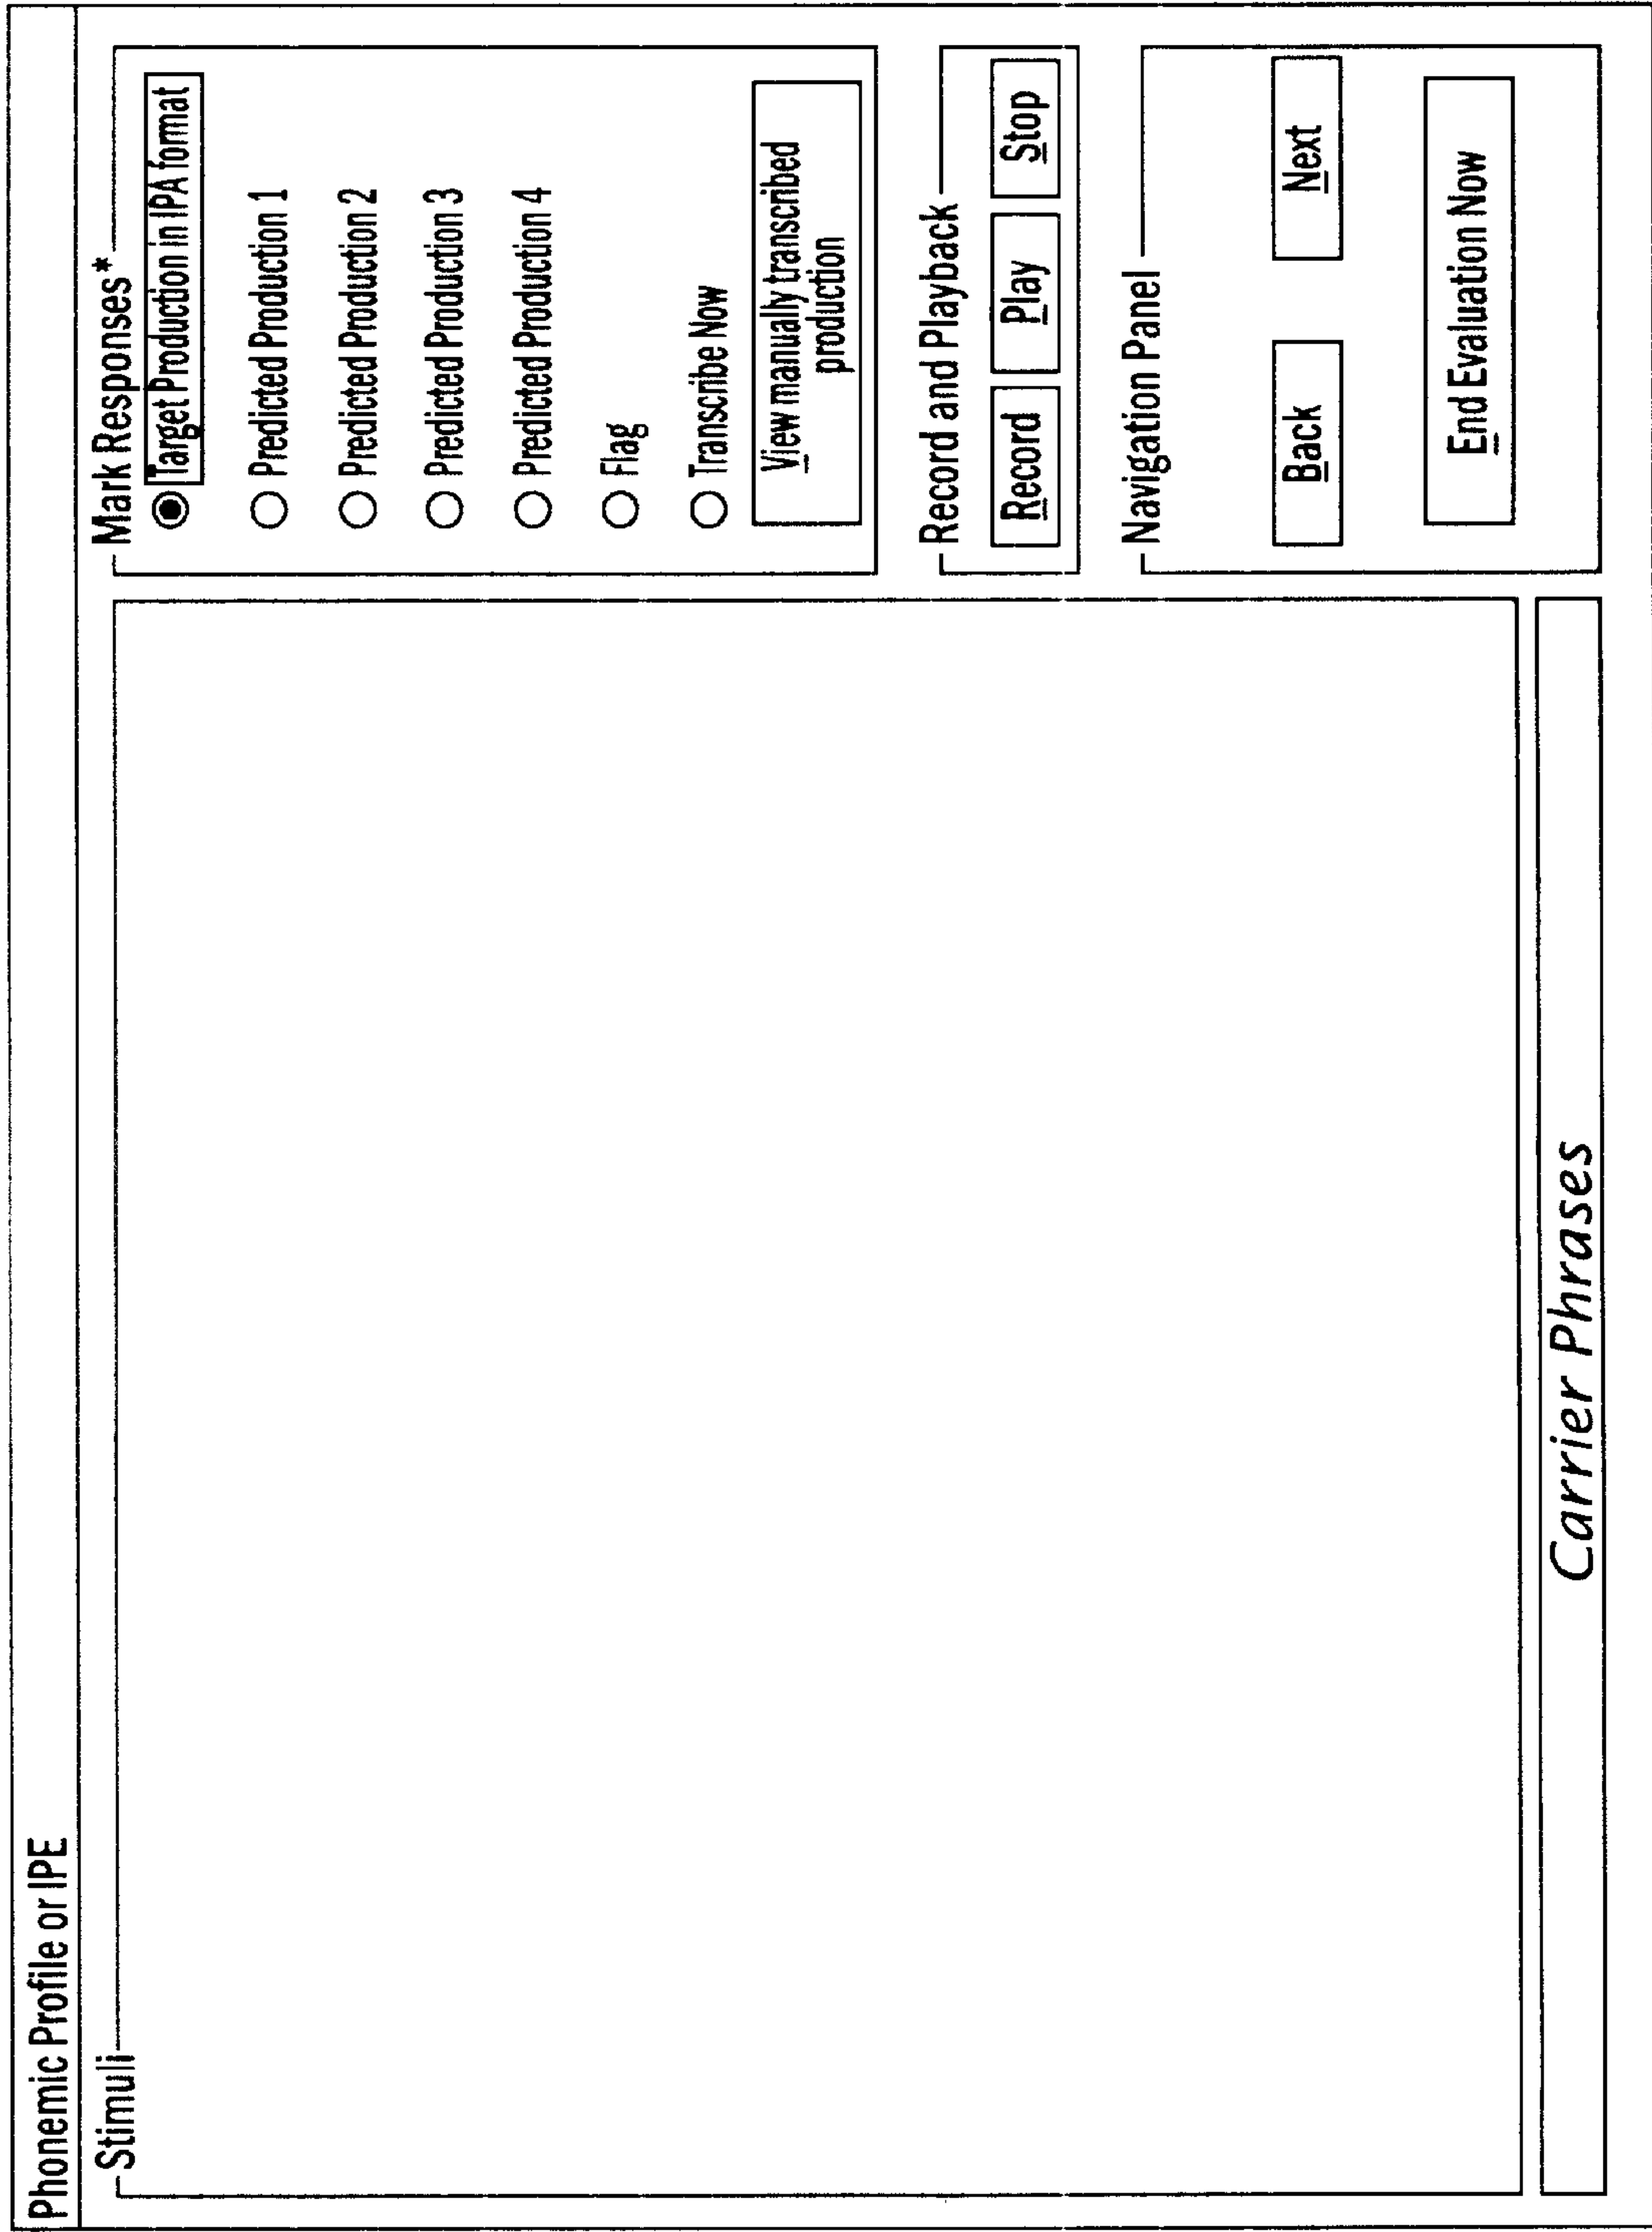 Phonemic Profile or IPE
Stimuli
Carrier Phrases
Mark Responses*
Target Production in IPA format
Predicted Production 1
Predicted Production 2
Predicted Production 3
Predicted Production 4
Flag
Transcribe Now
View manually transcribed
production
Record and Playback
Record Play Stop
Navigation Panel
Back Next
End Evaluation Now